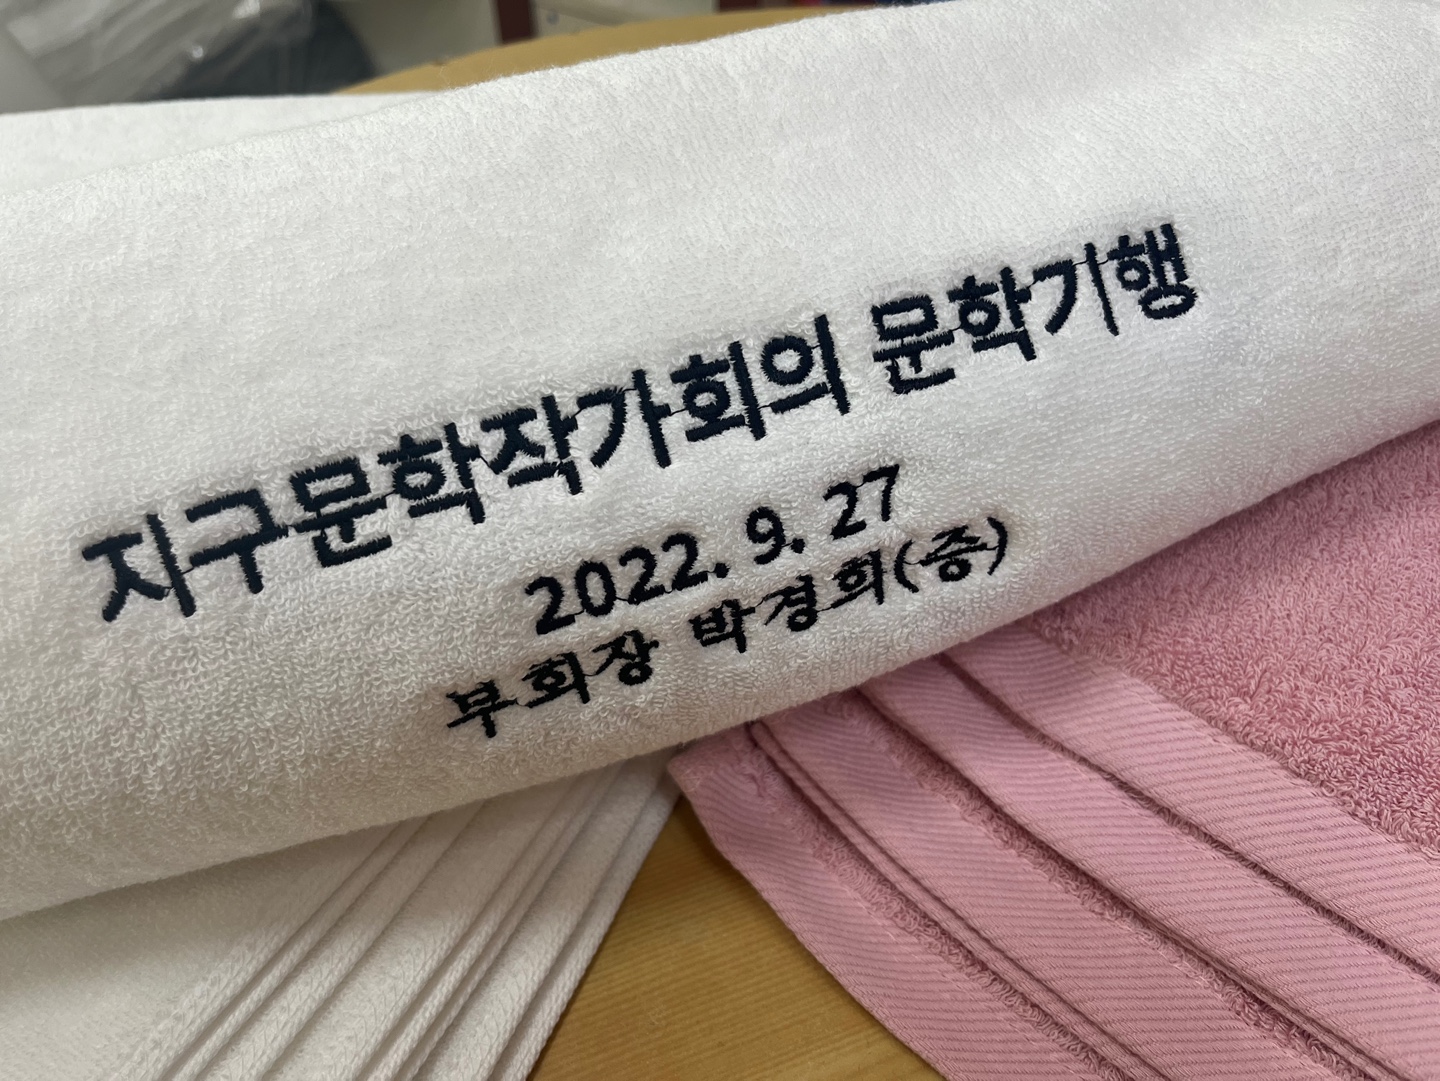 지구문학작가회의 문학기행
2022. 9. 27
부회장 박경희(증)